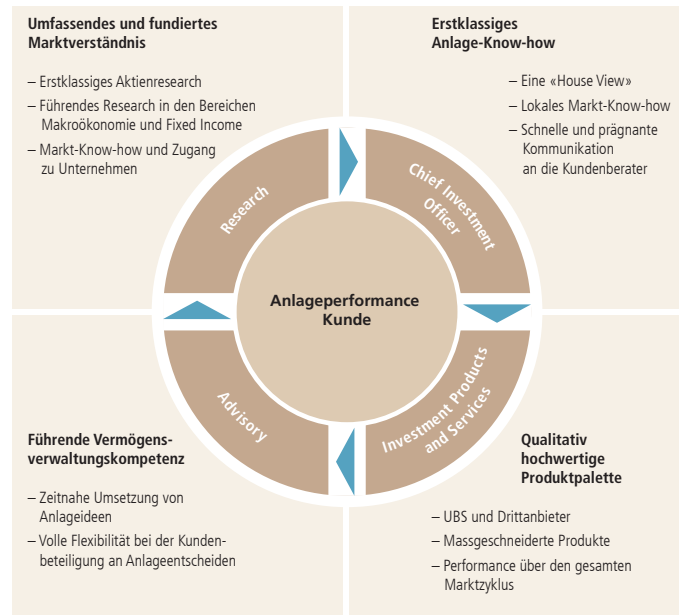 Umfassendes und fundiertes
Marktverständnis
– Erstklassiges Aktienresearch
– Führendes Research in den Bereichen
Makroökonomie und Fixed Income
– Markt-Know-how und Zugang
zu Unternehmen
Erstklassiges
Anlage-Know-how
– Eine «House View»
– Lokales Markt-Know-how
– Schnelle und prägnante
Kommunikation
an die Kundenberater
Research
Chief Investment
Officer
Anlageperformance
Kunde
Advisory
Investment Products
and Services
Führende Vermögens-
verwaltungskompetenz
– Zeitnahe Umsetzung von
Anlageideen
– Volle Flexibilität bei der Kunden-
beteiligung an Anlageentscheiden
Qualitativ
hochwertige
Produktpalette
– UBS und Drittanbieter
– Massgeschneiderte Produkte
– Performance über den gesamten
Marktzyklus